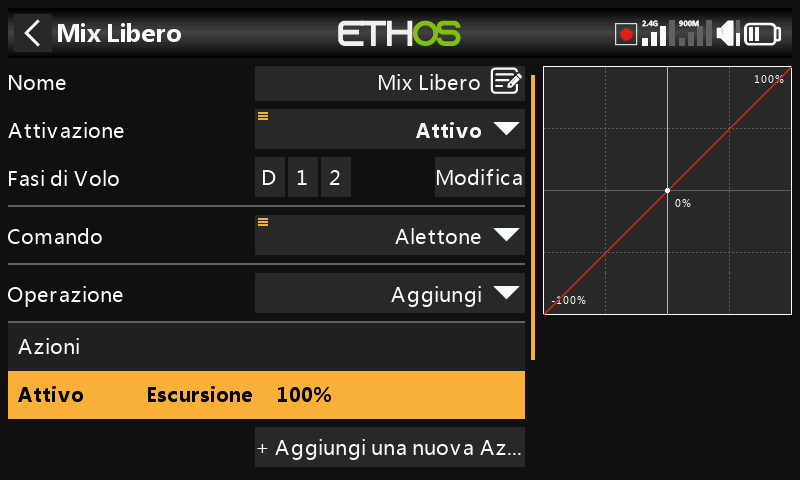 Mix Libero
ETHOS
2.4G
900M
Nome
Mix Libero
Attivazione
Attivo
Fasi di Volo
D 1 2
Modifica
Comando
Alettone
Operazione
Aggiungi
Azioni
Attivo Escursione 100%
+ Aggiungi una nuova Az...
100%
0%
-100%